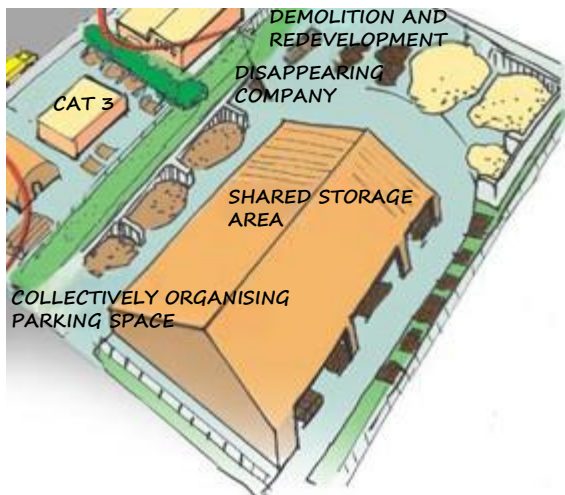 DEMOLITION AND
REDEVELOPMENT
DISAPPEARING
COMPANY
CAT 3
SHARED STORAGE
AREA
COLLECTIVELY ORGANISING
PARKING SPACE